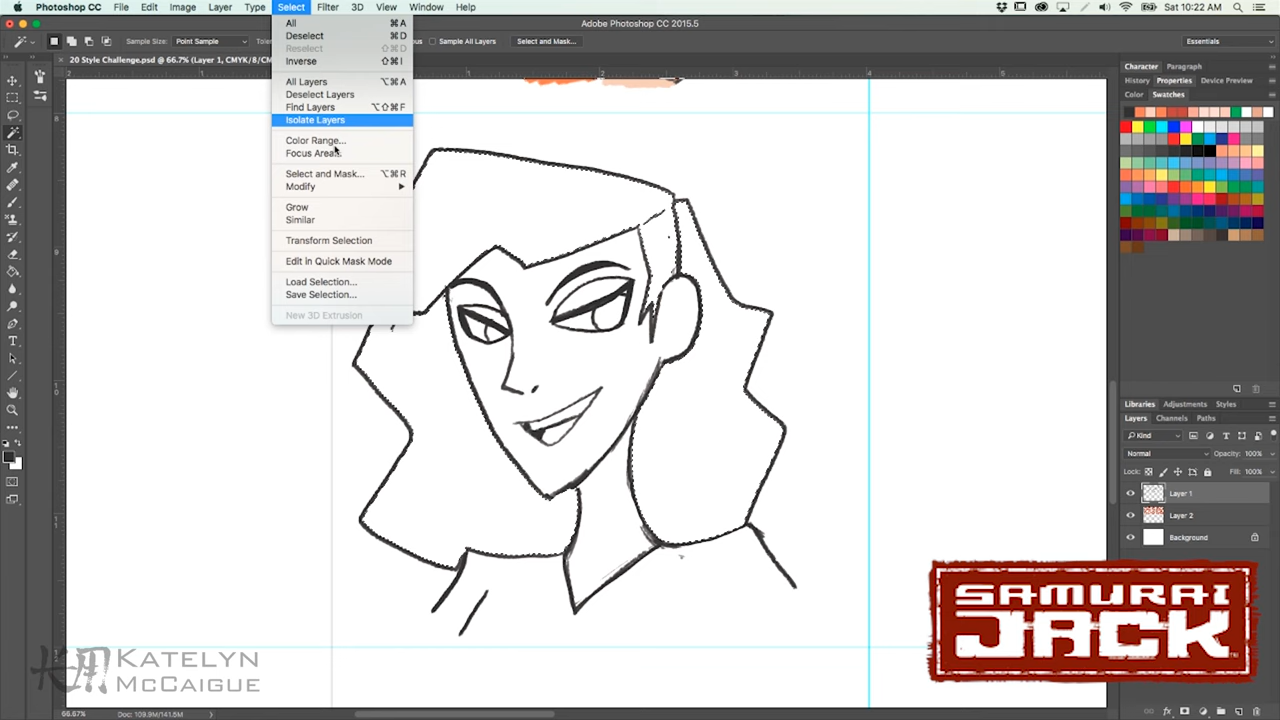 Photoshop CC File Edit Image Layer Type Select Filter 3D View Window Help Sat 10:22 AM
Adobe Photoshop CC 2015.5
Sample Size: Point Sample Sample All Layers Select and Mask... Essentials
20 Style Challenge.psd @ 66.7% (Layer 1, CMYK/8/CM
All ⌘A
Deselect ⌘D
Reselect ⇧⌘D
Inverse ⇧⌘I
All Layers ⌥⌘A
Deselect Layers
Find Layers ⌥⇧⌘F
Isolate Layers
Color Range...
Focus Area...
Select and Mask... ⌥⌘R
Modify
Grow
Similar
Transform Selection
Edit in Quick Mask Mode
Load Selection...
Save Selection...
New 3D Extrusion
Character Paragraph
History Properties Device Preview
Color Swatches
Libraries Adjustments Styles
Layers Channels Paths
Kind
Normal Opacity: 100%
Lock: Fill: 100%
Layer 1
Layer 2
Background
SAMURAI
JACK
KATELYN
MCCAIGUE
66.67% Doc: 109.9M/141.5M